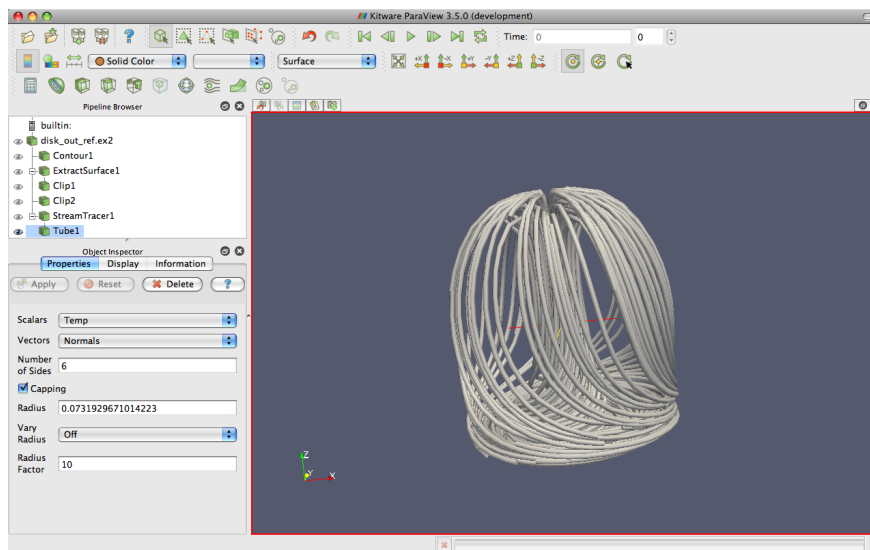 Kitware ParaView 3.5.0 (development)
Time: 0 0
Solid Color Surface +X -X +Y -Y +Z -Z
Pipeline Browser
builtin:
disk_out_ref.ex2
Contour1
ExtractSurface1
Clip1
Clip2
StreamTracer1
Tube1
Object Inspector
Properties Display Information
Apply Reset Delete ?
Scalars Temp
Vectors Normals
Number
of Sides 6
Capping
Radius 0.0731929671014223
Vary
Radius Off
Radius
Factor 10
Z
Y X